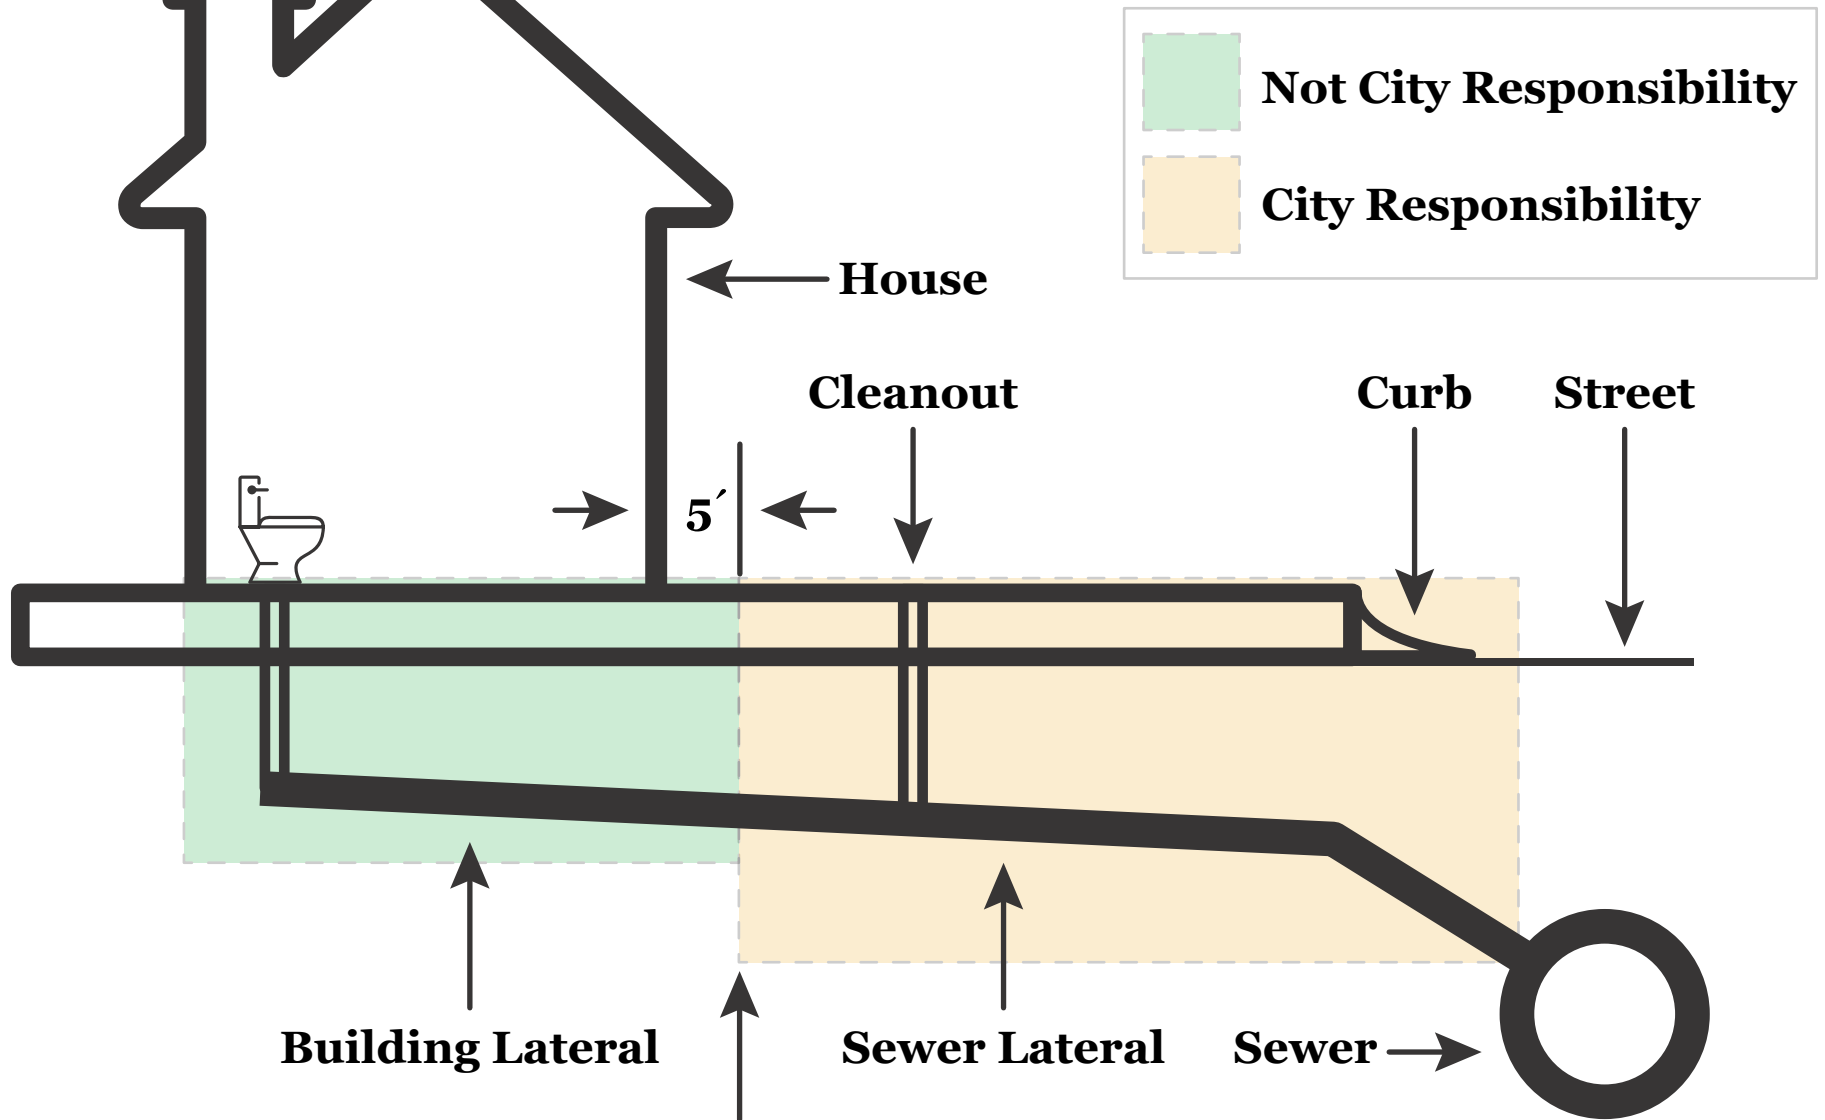 Not City Responsibility
City Responsibility
House
Cleanout
Curb
Street
5´
Building Lateral
Sewer Lateral
Sewer